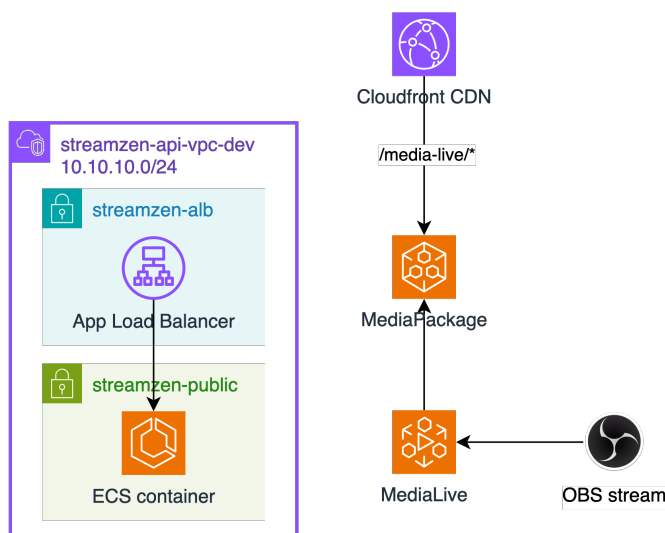 Cloudfront CDN
/media-live/*
streamzen-api-vpc-dev
10.10.10.0/24
streamzen-alb
App Load Balancer
MediaPackage
streamzen-public
ECS container
MediaLive
OBS stream